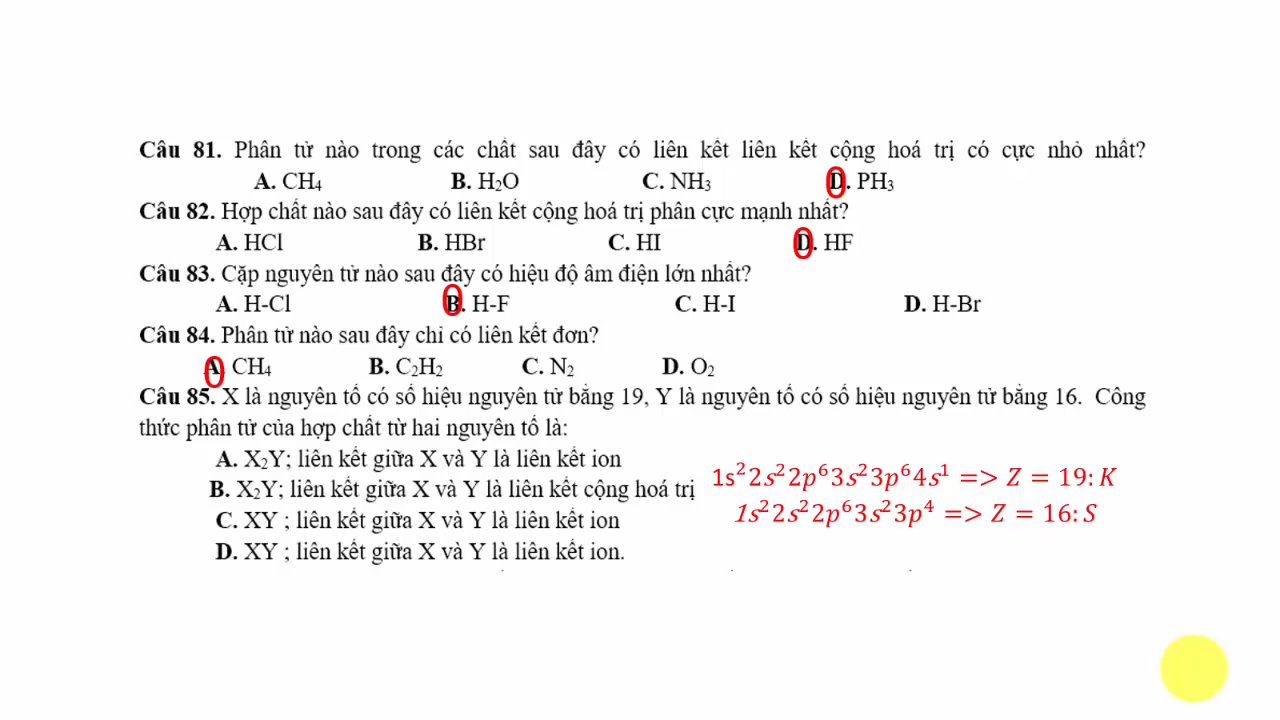 Câu 81. Phân tử nào trong các chất sau đây có liên kết liên kết cộng hoá trị có cực nhỏ nhất?
A. CH₄ B. H₂O C. NH₃ D. PH₃
Câu 82. Hợp chất nào sau đây có liên kết cộng hoá trị phân cực mạnh nhất?
A. HCl B. HBr C. HI D. HF
Câu 83. Cặp nguyên tử nào sau đây có hiệu độ âm điện lớn nhất?
A. H-Cl B. H-F C. H-I D. H-Br
Câu 84. Phân tử nào sau đây chỉ có liên kết đơn?
A. CH₄ B. C₂H₂ C. N₂ D. O₂
Câu 85. X là nguyên tố có số hiệu nguyên tử bằng 19, Y là nguyên tố có số hiệu nguyên tử bằng 16. Công
thức phân tử của hợp chất từ hai nguyên tố là:
A. X₂Y; liên kết giữa X và Y là liên kết ion
B. X₂Y; liên kết giữa X và Y là liên kết cộng hoá trị
C. XY ; liên kết giữa X và Y là liên kết ion
D. XY ; liên kết giữa X và Y là liên kết ion.
1s²2s²2p⁶3s²3p⁶4s¹ => Z = 19: K
1s²2s²2p⁶3s²3p⁴ => Z = 16: S